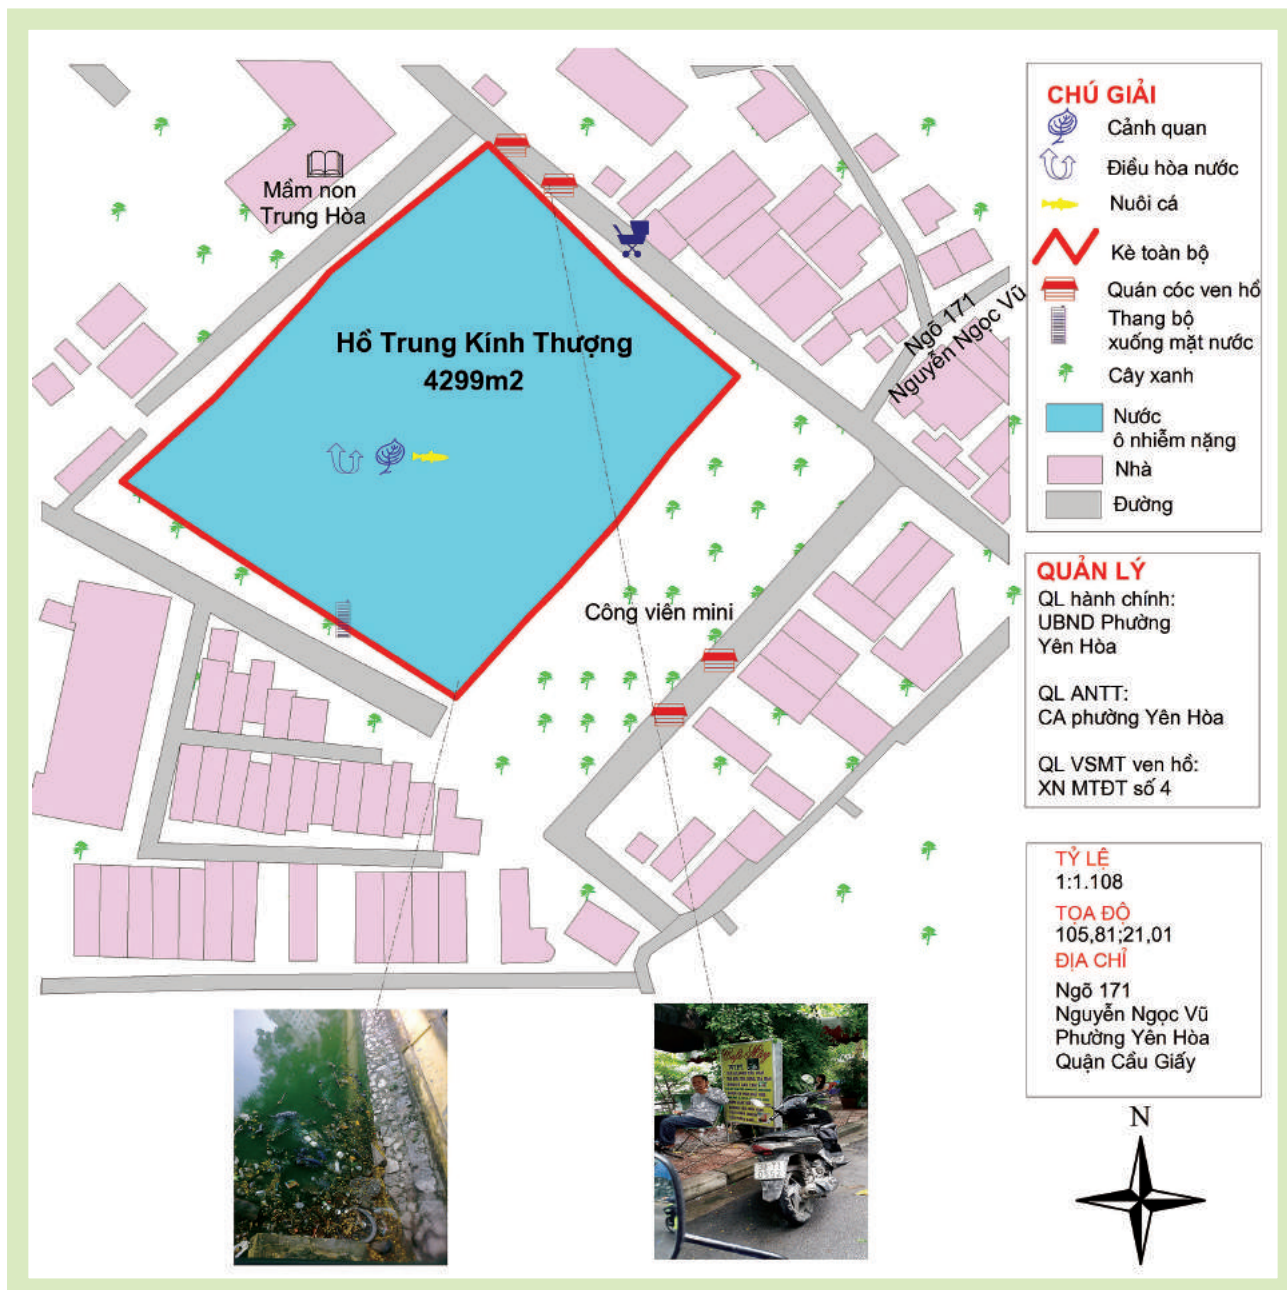 Mầm non
Trung Hòa
Hồ Trung Kính Thượng
4299m2
Ngõ 171
Nguyễn Ngọc Vũ
Công viên mini
CHÚ GIẢI
Cảnh quan
Điều hòa nước
Nuôi cá
Kè toàn bộ
Quán cóc ven hồ
Thang bộ
xuống mặt nước
Cây xanh
Nước
ô nhiễm nặng
Nhà
Đường
QUẢN LÝ
QL hành chính:
UBND Phường
Yên Hòa
QL ANTT:
CA phường Yên Hòa
QL VSMT ven hồ:
XN MTĐT số 4
TỶ LỆ
1:1.108
TỌA ĐỘ
105,81;21,01
ĐỊA CHỈ
Ngõ 171
Nguyễn Ngọc Vũ
Phường Yên Hòa
Quận Cầu Giấy
N